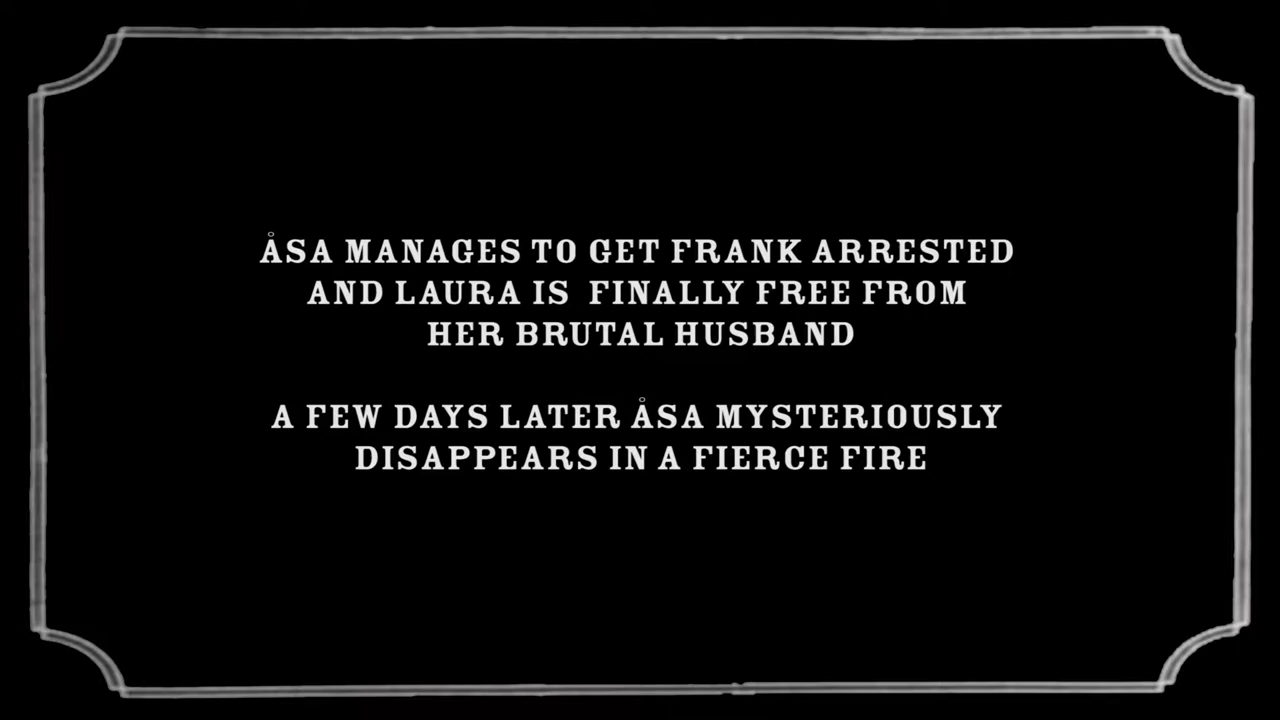 ÅSA MANAGES TO GET FRANK ARRESTED
AND LAURA IS FINALLY FREE FROM
HER BRUTAL HUSBAND
A FEW DAYS LATER ÅSA MYSTERIOUSLY
DISAPPEARS IN A FIERCE FIRE